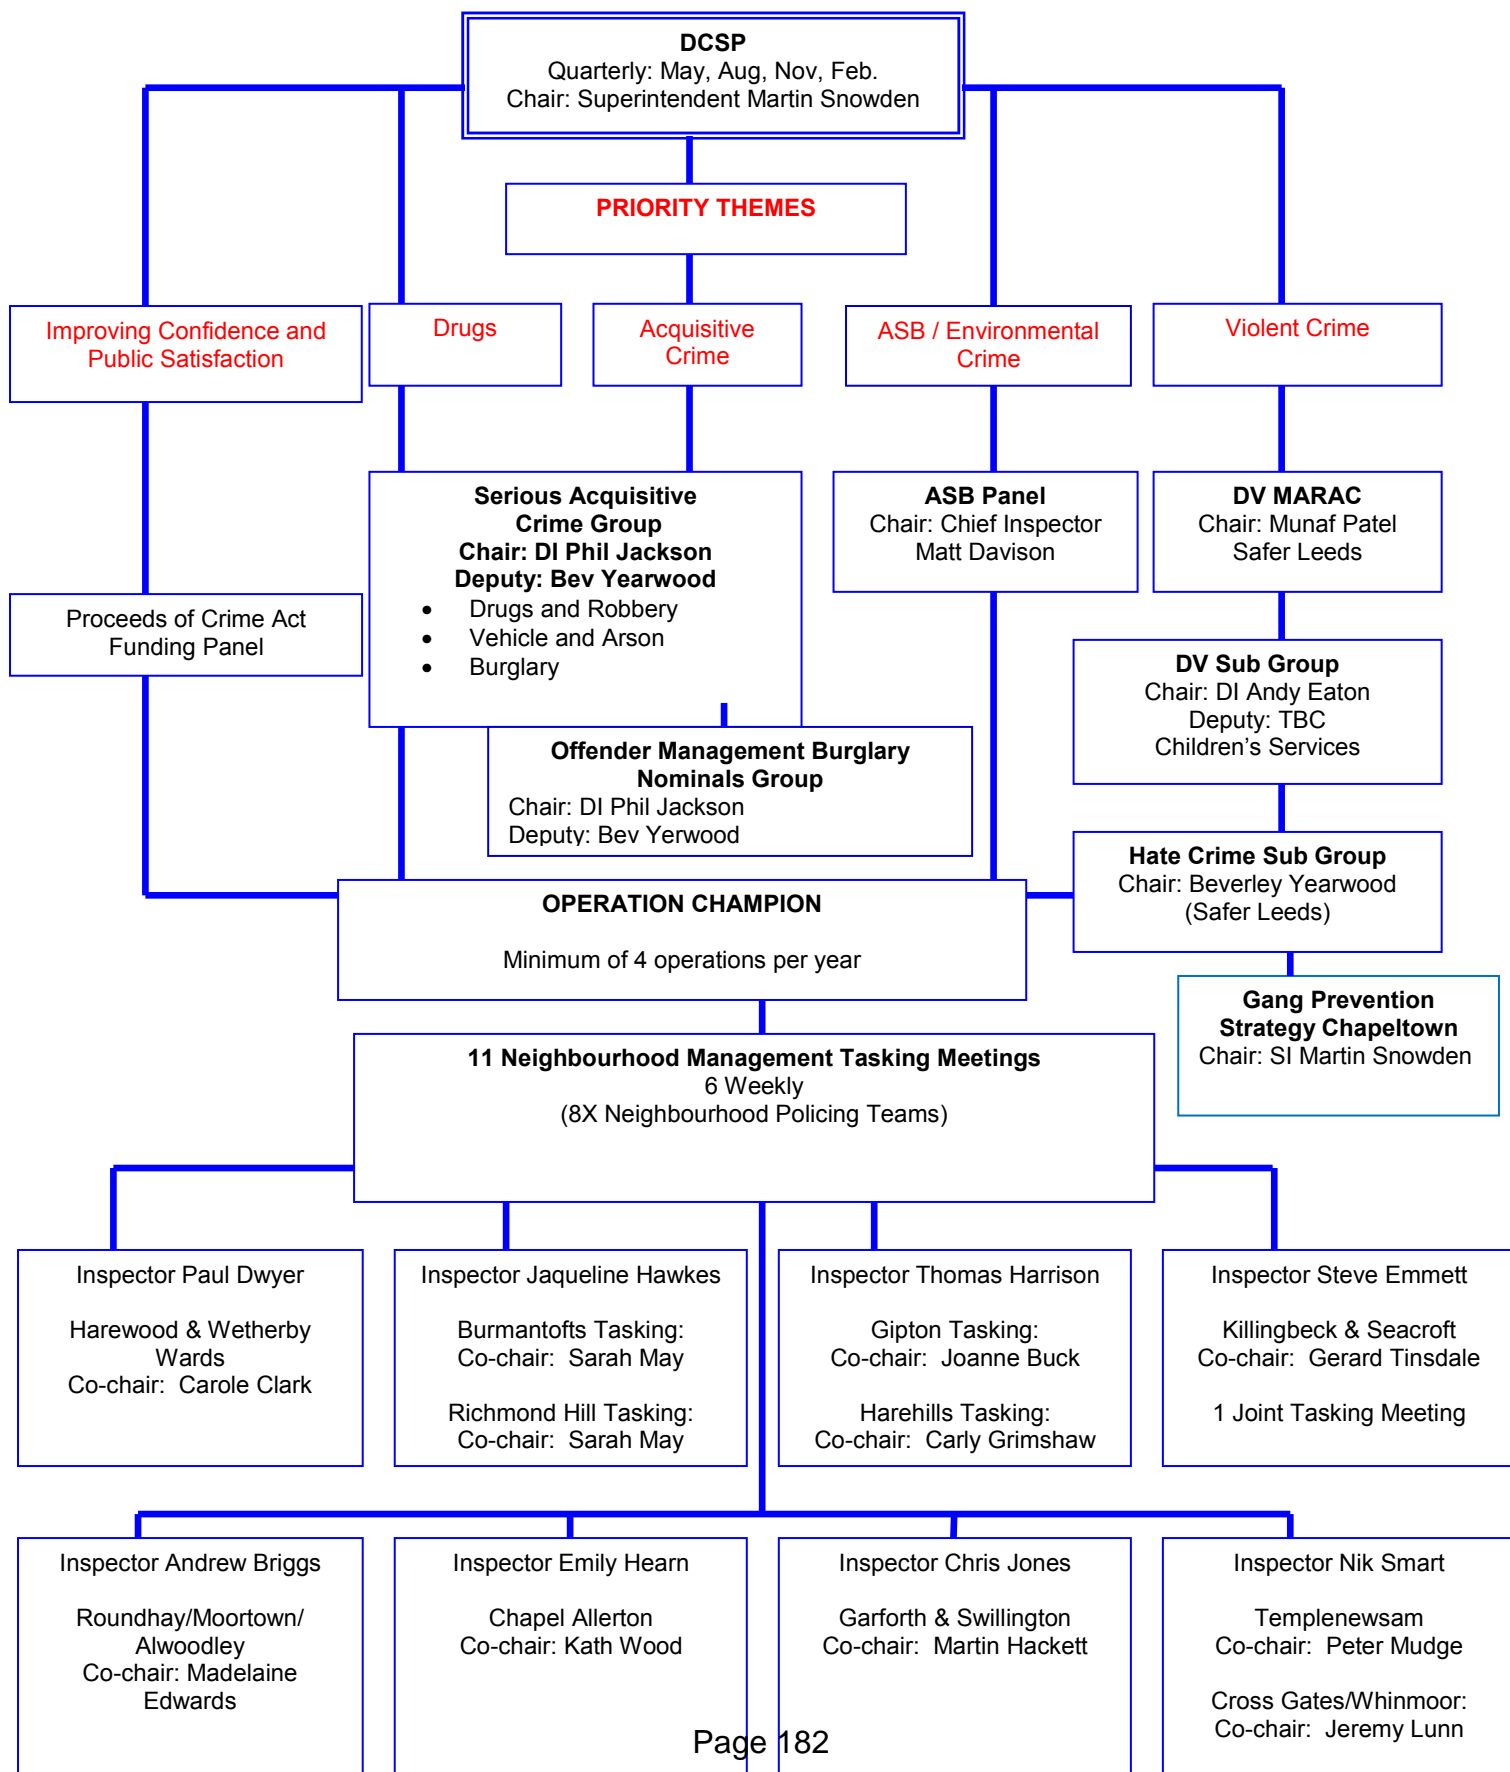 DCSP
Quarterly: May, Aug, Nov, Feb.
Chair: Superintendent Martin Snowden
PRIORITY THEMES
Improving Confidence and
Public Satisfaction
Drugs
Acquisitive
Crime
ASB / Environmental
Crime
Violent Crime
Serious Acquisitive
Crime Group
Chair: DI Phil Jackson
Deputy: Bev Yearwood
• Drugs and Robbery
• Vehicle and Arson
• Burglary
ASB Panel
Chair: Chief Inspector
Matt Davison
DV MARAC
Chair: Munaf Patel
Safer Leeds
Proceeds of Crime Act
Funding Panel
DV Sub Group
Chair: DI Andy Eaton
Deputy: TBC
Children’s Services
Offender Management Burglary
Nominals Group
Chair: DI Phil Jackson
Deputy: Bev Yerwood
Hate Crime Sub Group
Chair: Beverley Yearwood
(Safer Leeds)
OPERATION CHAMPION
Minimum of 4 operations per year
Gang Prevention
Strategy Chapeltown
Chair: SI Martin Snowden
11 Neighbourhood Management Tasking Meetings
6 Weekly
(8X Neighbourhood Policing Teams)
Inspector Paul Dwyer
Harewood & Wetherby
Wards
Co-chair: Carole Clark
Inspector Jaqueline Hawkes
Burmantofts Tasking:
Co-chair: Sarah May
Richmond Hill Tasking:
Co-chair: Sarah May
Inspector Thomas Harrison
Gipton Tasking:
Co-chair: Joanne Buck
Harehills Tasking:
Co-chair: Carly Grimshaw
Inspector Steve Emmett
Killingbeck & Seacroft
Co-chair: Gerard Tinsdale
1 Joint Tasking Meeting
Inspector Andrew Briggs
Roundhay/Moortown/
Alwoodley
Co-chair: Madelaine
Edwards
Inspector Emily Hearn
Chapel Allerton
Co-chair: Kath Wood
Inspector Chris Jones
Garforth & Swillington
Co-chair: Martin Hackett
Inspector Nik Smart
Templenewsam
Co-chair: Peter Mudge
Cross Gates/Whinmoor:
Co-chair: Jeremy Lunn
Page 182